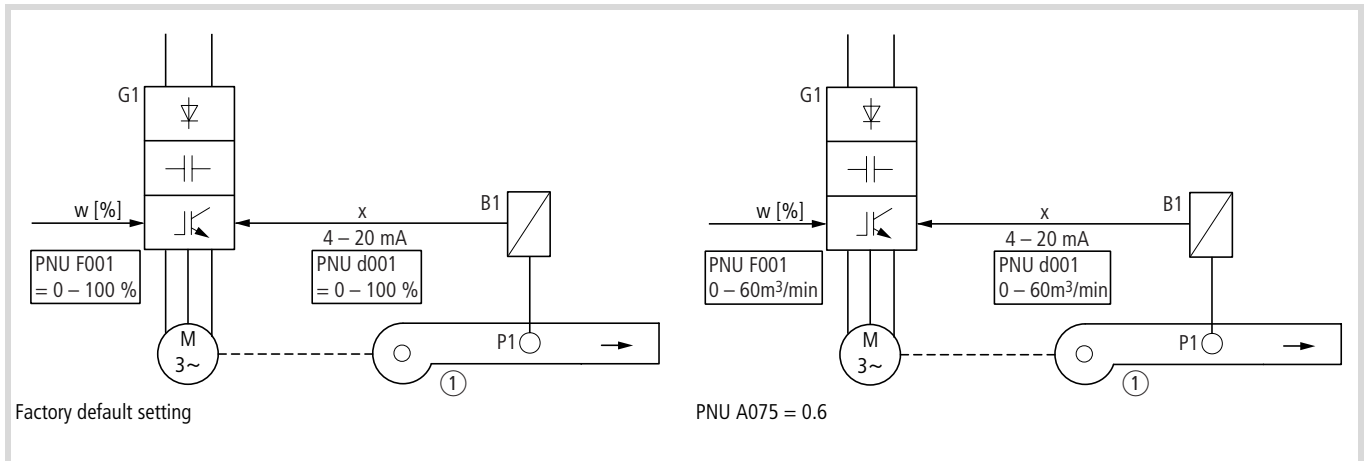 G1
w [%]
PNU F001
= 0 – 100 %
x
4 – 20 mA
PNU d001
= 0 – 100 %
B1
M
3~
P1
1
Factory default setting
G1
w [%]
PNU F001
0 – 60m³/min
x
4 – 20 mA
PNU d001
0 – 60m³/min
B1
M
3~
P1
1
PNU A075 = 0.6